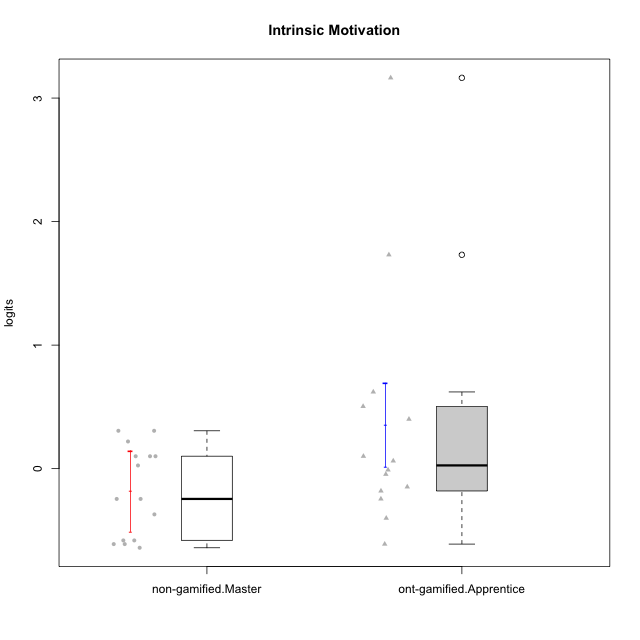 Intrinsic Motivation
3
2
1
0
logits
non-gamified.Master
ont-gamified.Apprentice